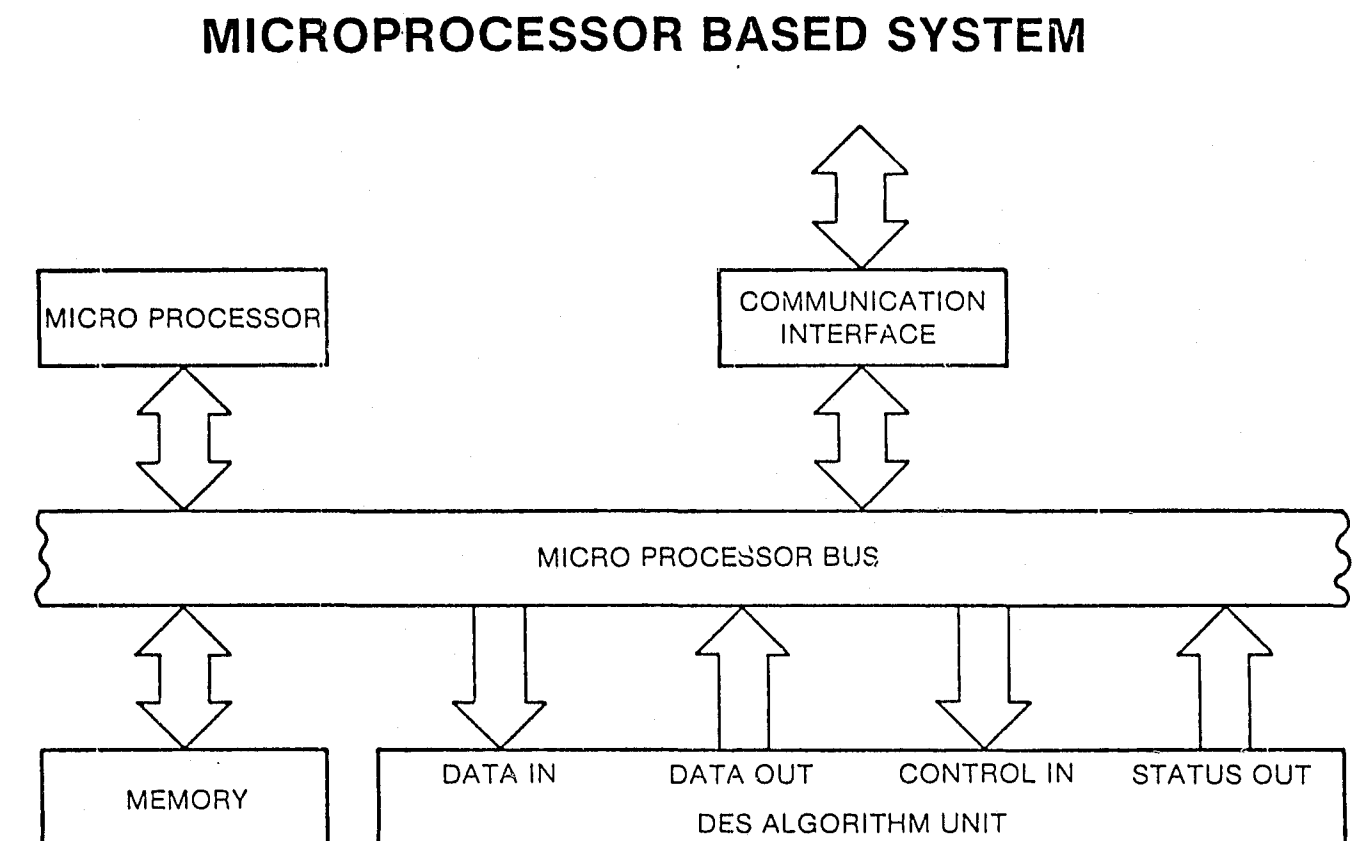 MICROPROCESSOR BASED SYSTEM
MICRO PROCESSOR
COMMUNICATION
INTERFACE
MICRO PROCESSOR BUS
MEMORY
DATA IN
DATA OUT
CONTROL IN
STATUS OUT
DES ALGORITHM UNIT